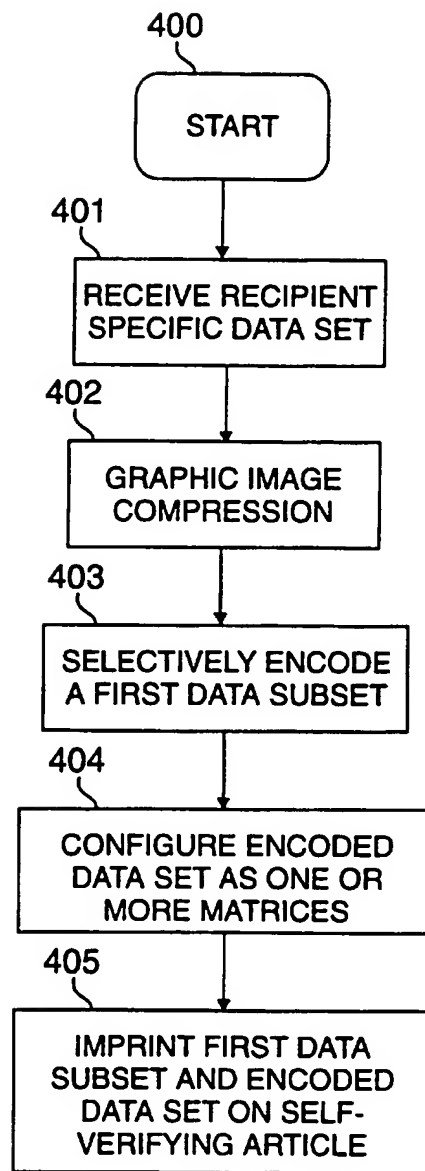 400
START
401
RECEIVE RECIPIENT
SPECIFIC DATA SET
402
GRAPHIC IMAGE
COMPRESSION
403
SELECTIVELY ENCODE
A FIRST DATA SUBSET
404
CONFIGURE ENCODED
DATA SET AS ONE OR
MORE MATRICES
405
IMPRINT FIRST DATA
SUBSET AND ENCODED
DATA SET ON SELF-
VERIFYING ARTICLE